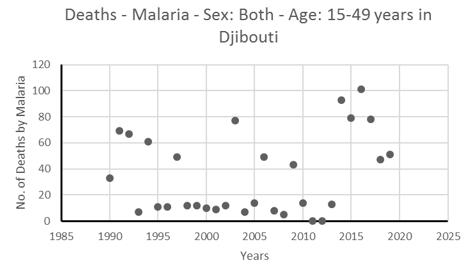 Deaths - Malaria - Sex: Both - Age: 15-49 years in
Djibouti
No. of Deaths by Malaria
120
100
80
60
40
20
0
1985 1990 1995 2000 2005 2010 2015 2020 2025
Years